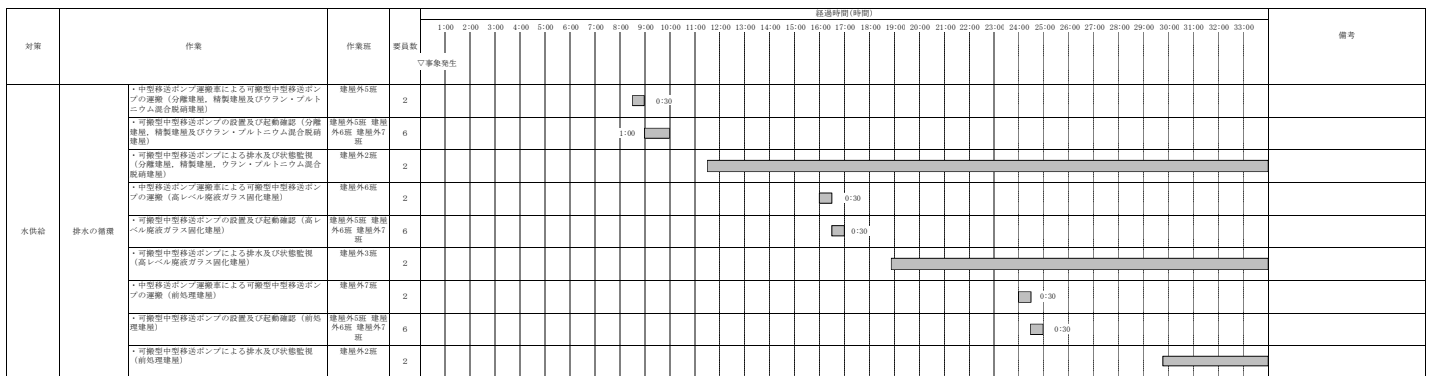 経過時間(時間)
対策 作業 作業班 要員数 1:00 2:00 3:00 4:00 5:00 6:00 7:00 8:00 9:00 10:00 11:00 12:00 13:00 14:00 15:00 16:00 17:00 18:00 19:00 20:00 21:00 22:00 23:00 24:00 25:00 26:00 27:00 28:00 29:00 30:00 31:00 32:00 33:00 備考
▽事象発生
水供給
排水の循環
・中型移送ポンプ運搬車による可搬型中型移送ポン
プの運搬（分離建屋，精製建屋及びウラン・プルト
ニウム混合脱硝建屋）
建屋外5班
2
0:30
・可搬型中型移送ポンプの設置及び起動確認（分離
建屋，精製建屋及びウラン・プルトニウム混合脱硝
建屋）
建屋外5班 建屋
外6班 建屋外7
班
6
1:00
・可搬型中型移送ポンプによる排水及び状態監視
（分離建屋，精製建屋，ウラン・プルトニウム混合
脱硝建屋）
建屋外2班
2
・中型移送ポンプ運搬車による可搬型中型移送ポン
プの運搬（高レベル廃液ガラス固化建屋）
建屋外6班
2
0:30
・可搬型中型移送ポンプの設置及び起動確認（高レ
ベル廃液ガラス固化建屋）
建屋外5班 建屋
外6班 建屋外7
班
6
0:30
・可搬型中型移送ポンプによる排水及び状態監視
（高レベル廃液ガラス固化建屋）
建屋外3班
2
・中型移送ポンプ運搬車による可搬型中型移送ポン
プの運搬（前処理建屋）
建屋外7班
2
0:30
・可搬型中型移送ポンプの設置及び起動確認（前処
理建屋）
建屋外5班 建屋
外6班 建屋外7
班
6
0:30
・可搬型中型移送ポンプによる排水及び状態監視
（前処理建屋）
建屋外2班
2